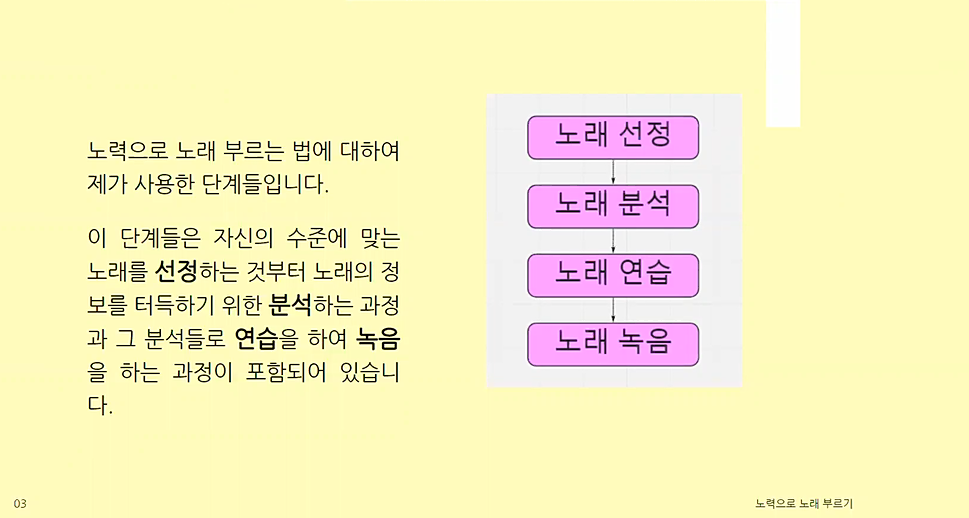 노력으로 노래 부르는 법에 대하여
제가 사용한 단계들입니다.
이 단계들은 자신의 수준에 맞는
노래를 선정하는 것부터 노래의 정
보를 터득하기 위한 분석하는 과정
과 그 분석들로 연습을 하여 녹음
을 하는 과정이 포함되어 있습니
다.
노래 선정
노래 분석
노래 연습
노래 녹음
03
노력으로 노래 부르기